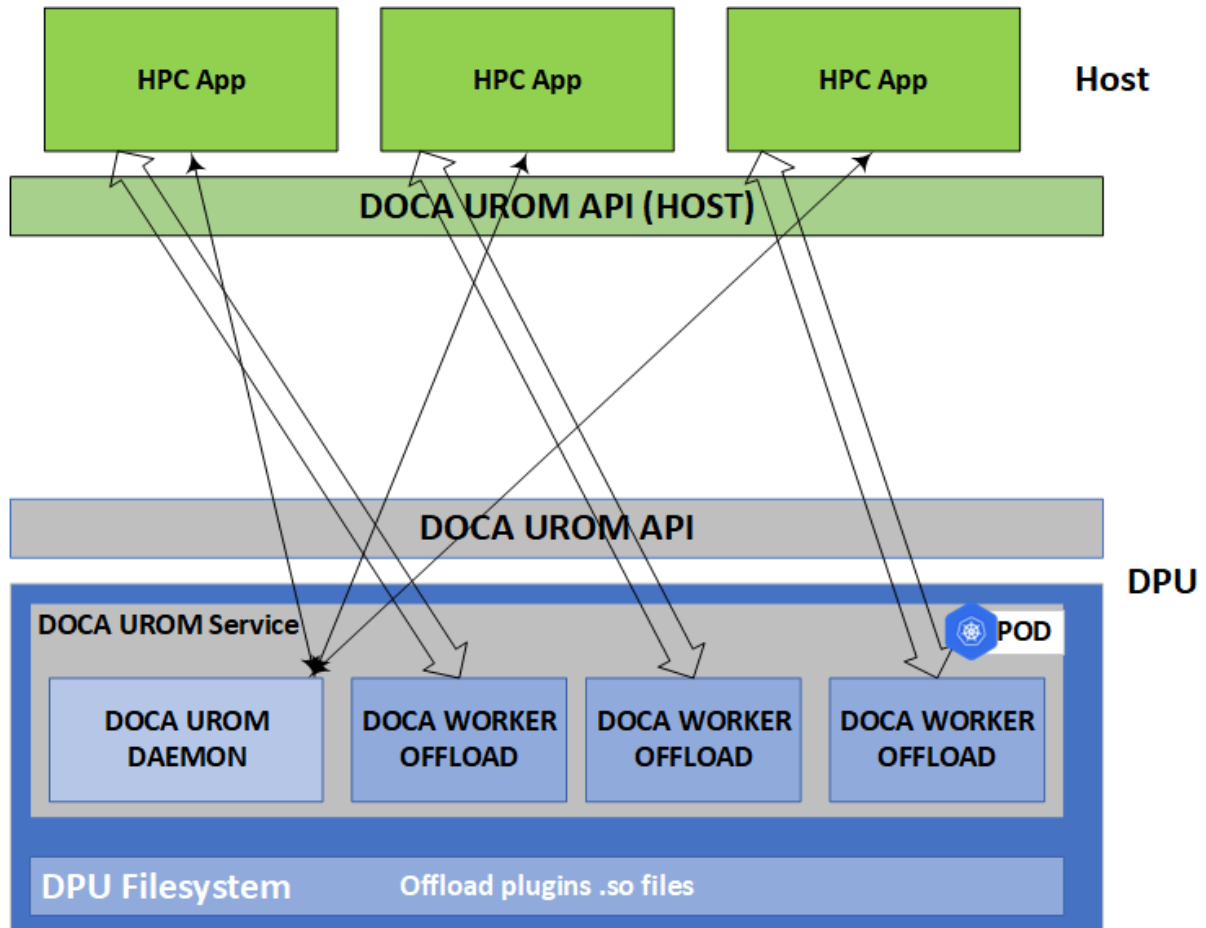 HPC App
HPC App
HPC App
Host
DOCA UROM API (HOST)
DOCA UROM API
DPU
DOCA UROM Service
POD
DOCA UROM
DAEMON
DOCA WORKER
OFFLOAD
DOCA WORKER
OFFLOAD
DOCA WORKER
OFFLOAD
DPU Filesystem
Offload plugins .so files